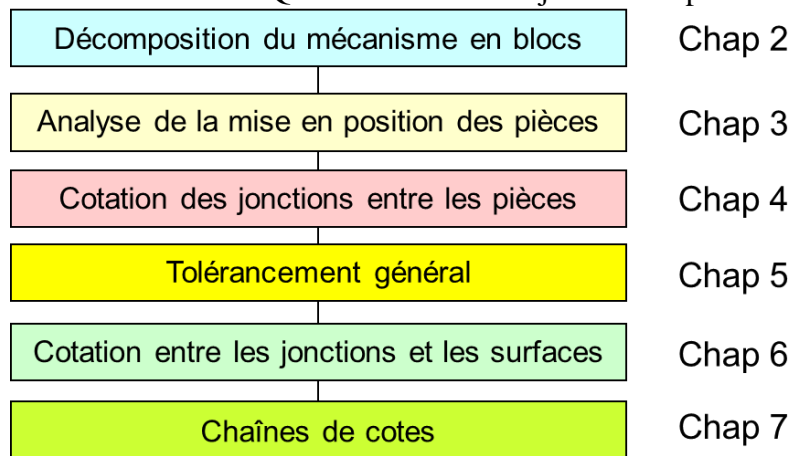 Décomposition du mécanisme en blocs Chap 2
Analyse de la mise en position des pièces Chap 3
Cotation des jonctions entre les pièces Chap 4
Tolérancement général Chap 5
Cotation entre les jonctions et les surfaces Chap 6
Chaînes de cotes Chap 7